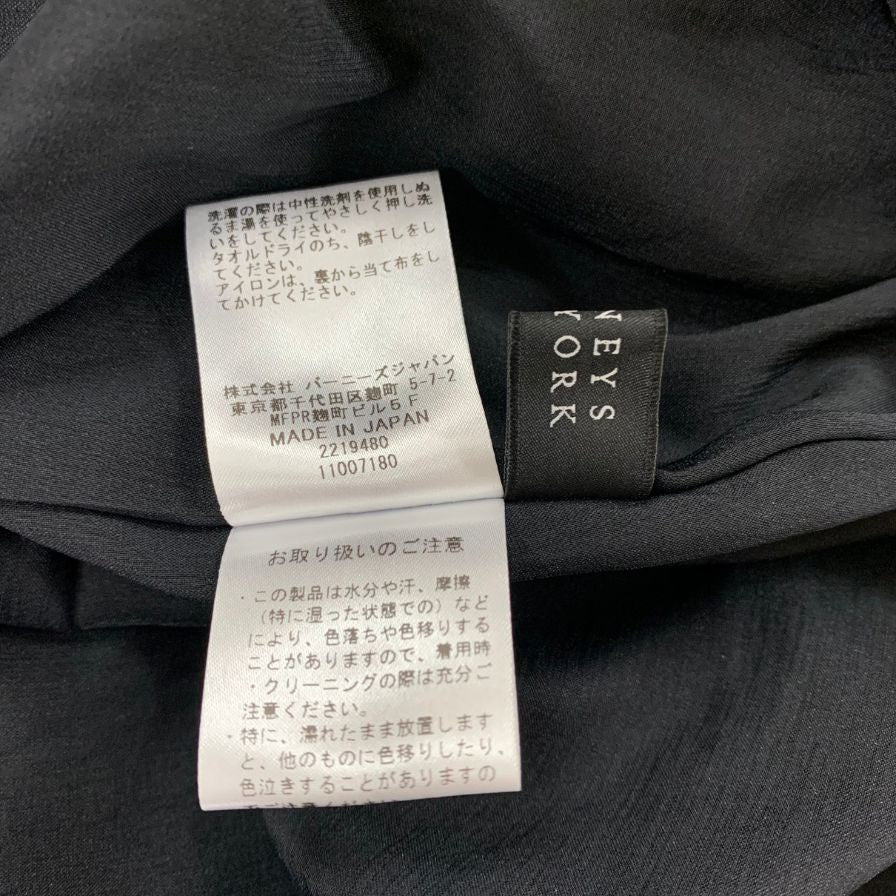 洗濯の際は中性洗剤を使用しぬ
るま湯を使ってやさしく押し洗
いをしてください。
タオルドライのち、陰干しをし
てください。
アイロンは、裏から当て布をし
てかけてください。
株式会社 バーニーズジャパン
東京都千代田区麹町 5-7-2
MFPR麹町ビル5F
MADE IN JAPAN
2219480
11007180
NEYS
YORK
お取り扱いのご注意
・この製品は水分や汗、摩擦
（特に湿った状態での）など
により、色落ちや色移りする
ことがありますので、着用時
・クリーニングの際は充分ご
注意ください。
・特に、濡れたまま放置します
と、他のものに色移りしたり、
色泣きすることがありますの
でご注意ください